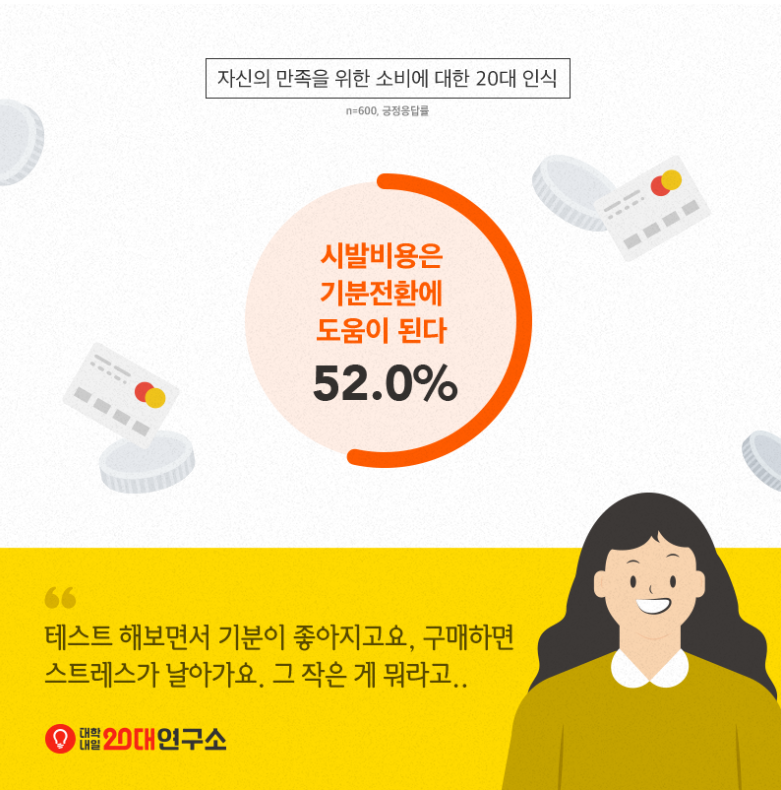 자신의 만족을 위한 소비에 대한 20대 인식
n=600, 긍정응답률
시발비용은
기분전환에
도움이 된다
52.0%
“
테스트 해보면서 기분이 좋아지고요, 구매하면
스트레스가 날아가요. 그 작은 게 뭐라고..
대학내일 20대연구소